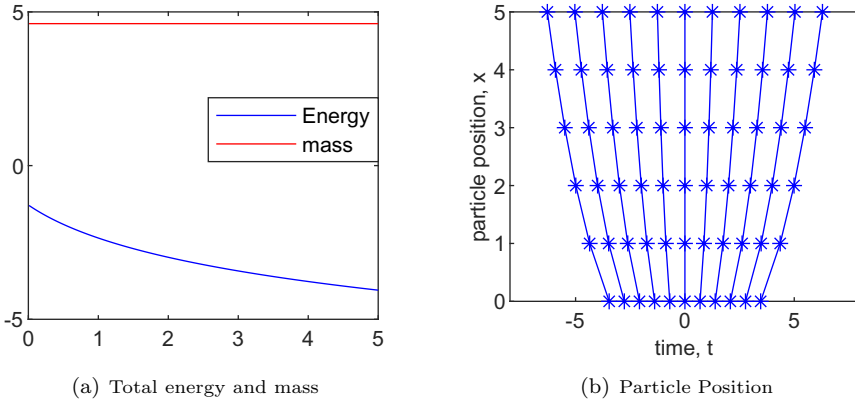 5
0
-5
0 1 2 3 4 5
Energy
mass
(a) Total energy and mass
5
4
3
2
1
0
particle position, x
-5 0 5
time, t
(b) Particle Position